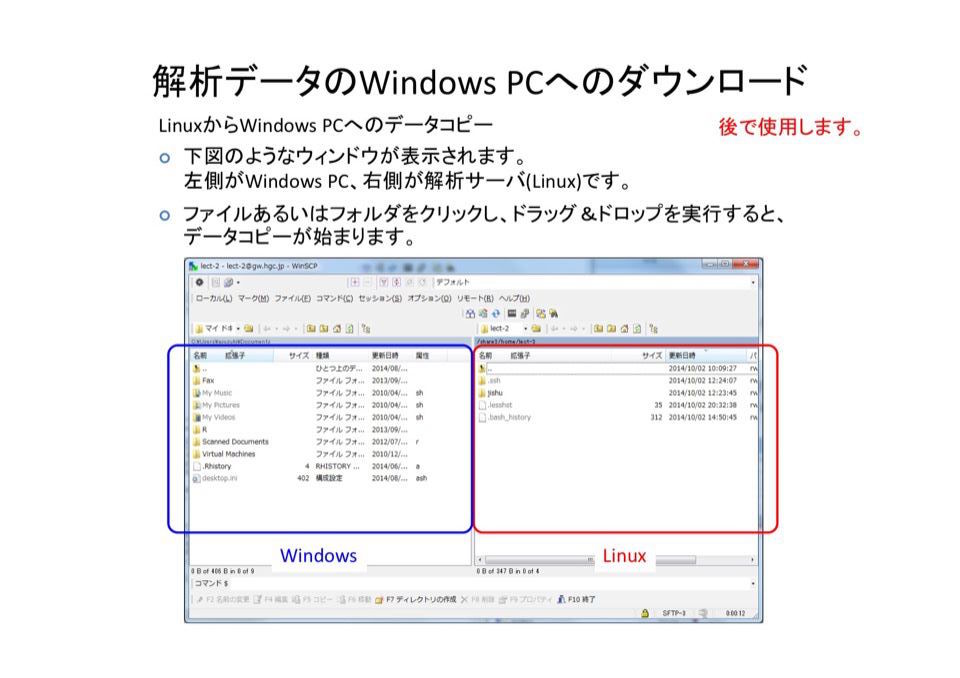 解析データのWindows PCへのダウンロード
LinuxからWindows PCへのデータコピー
後で使用します。
下図のようなウィンドウが表示されます。
左側がWindows PC、右側が解析サーバ(Linux)です。
ファイルあるいはフォルダをクリックし、ドラッグ &ドロップを実行すると、
データコピーが始まります。
lect-2 - lect-2@gw.hgc.jp - WinSCP
デフォルト
ローカル(L) マーク(M) ファイル(F) コマンド(C) セッション(S) オプション(O) リモート(R) ヘルプ(H)
マイ ドキ
lect-2
/share2/home/lect-2
名前 拡張子 サイズ 種類 更新日時 属性
名前 拡張子 サイズ 更新日時 パ
.. ひとつ上のデ... 2014/08/...
.. 2014/10/02 10:09:27 rw
Fax ファイル フォ... 2013/09/...
.ssh 2014/10/02 12:24:07 rw
My Music ファイル フォ... 2010/04/... sh
jishu 2014/10/02 12:23:45 rw
My Pictures ファイル フォ... 2010/04/... sh
.lesshst 35 2014/10/02 20:32:38 rw
My Videos ファイル フォ... 2010/04/... sh
.bash_history 312 2014/10/02 14:50:45 rw
R ファイル フォ... 2013/09/...
Scanned Documents ファイル フォ... 2012/07/... r
Virtual Machines ファイル フォ... 2010/12/...
.Rhistory 4 RHISTORY ... 2014/06/... a
desktop.ini 402 構成設定 2014/08/... ash
Windows
Linux
0 B of 406 B in 0 of 9
0 B of 347 B in 0 of 4
コマンド $
F2 名前の変更 F4 編集 F5 コピー F6 移動 F7 ディレクトリの作成 F8 削除 F9 プロパティ F10 終了
SFTP-3 0:00:12